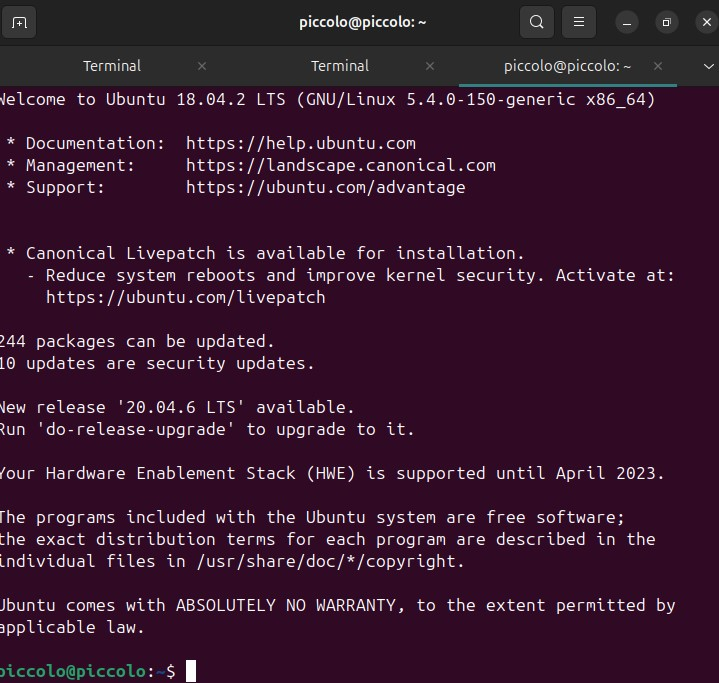 piccolo@piccolo: ~
Terminal Terminal piccolo@piccolo: ~
Welcome to Ubuntu 18.04.2 LTS (GNU/Linux 5.4.0-150-generic x86_64)
* Documentation: https://help.ubuntu.com
* Management: https://landscape.canonical.com
* Support: https://ubuntu.com/advantage
* Canonical Livepatch is available for installation.
- Reduce system reboots and improve kernel security. Activate at:
https://ubuntu.com/livepatch
244 packages can be updated.
10 updates are security updates.
New release '20.04.6 LTS' available.
Run 'do-release-upgrade' to upgrade to it.
Your Hardware Enablement Stack (HWE) is supported until April 2023.
The programs included with the Ubuntu system are free software;
the exact distribution terms for each program are described in the
individual files in /usr/share/doc/*/copyright.
Ubuntu comes with ABSOLUTELY NO WARRANTY, to the extent permitted by
applicable law.
piccolo@piccolo:~$